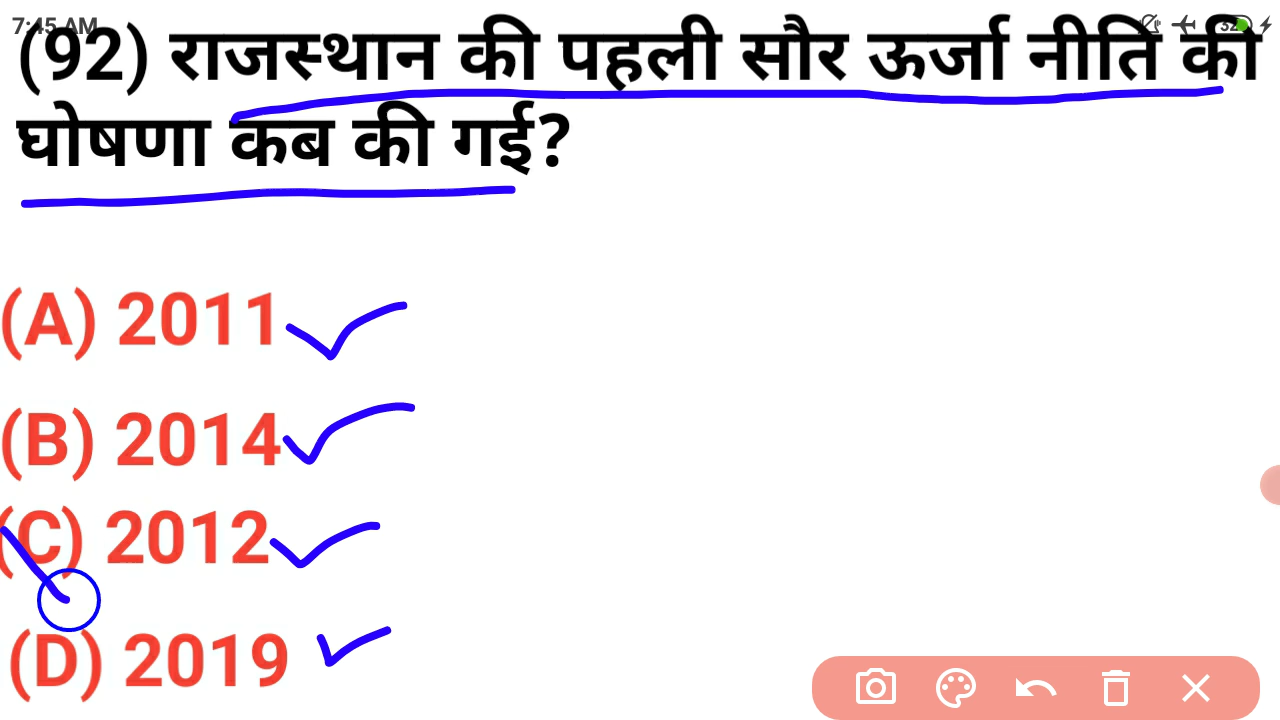 7:45 AM
(92) राजस्थान की पहली सौर ऊर्जा नीति की
घोषणा कब की गई?
(A) 2011
(B) 2014
(C) 2012
(D) 2019